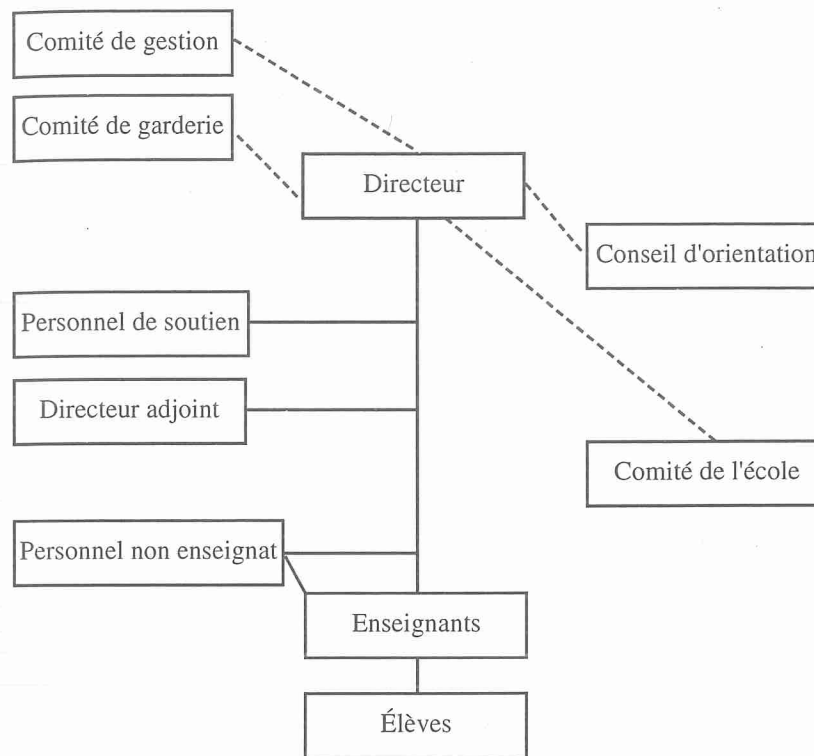 Comité de gestion
Comité de garderie
Directeur
Conseil d'orientation
Personnel de soutien
Directeur adjoint
Comité de l'école
Personnel non enseignat
Enseignants
Élèves